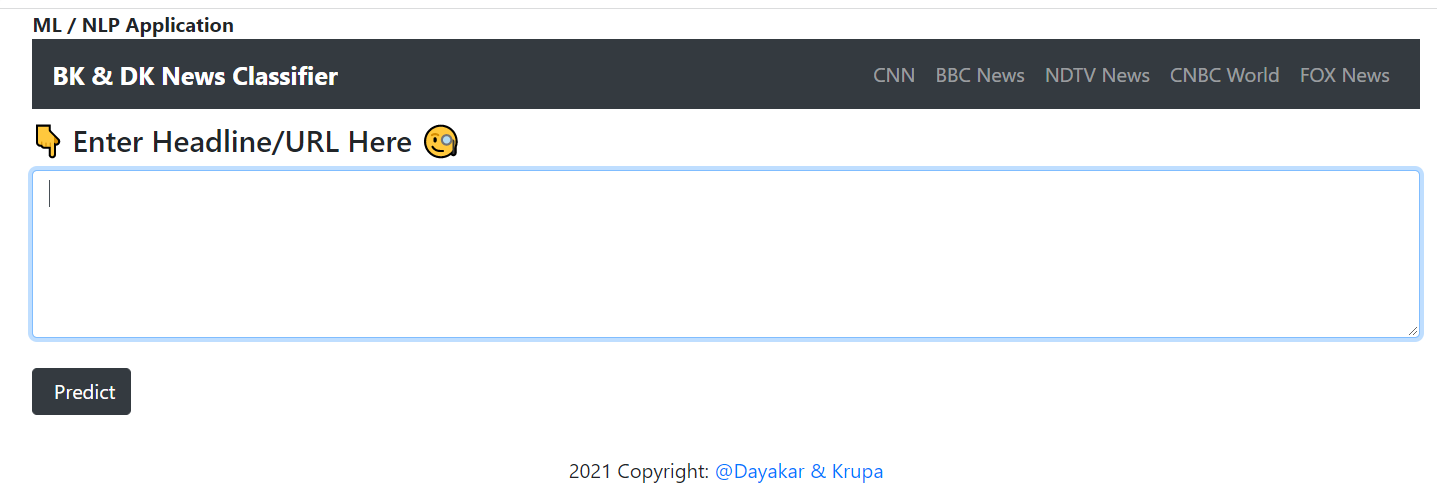 ML / NLP Application
BK & DK News Classifier CNN BBC News NDTV News CNBC World FOX News
👇 Enter Headline/URL Here 🧐
Predict
2021 Copyright: @Dayakar & Krupa